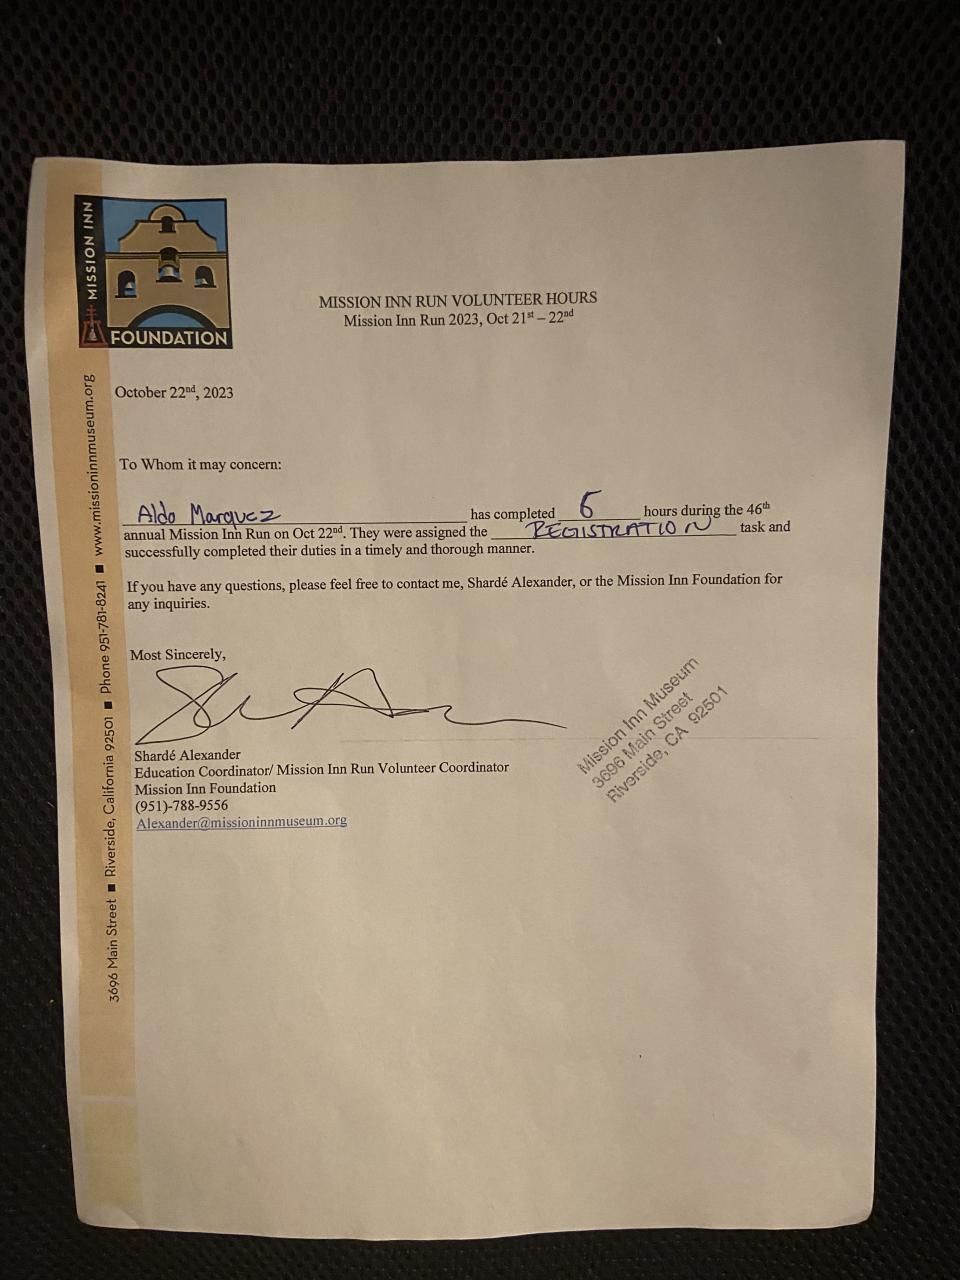 MISSION INN
FOUNDATION
MISSION INN RUN VOLUNTEER HOURS
Mission Inn Run 2023, Oct 21st – 22nd
October 22nd, 2023
To Whom it may concern:
Aldo Marquez has completed 5 hours during the 46th
annual Mission Inn Run on Oct 22nd. They were assigned the REGISTRATION task and
successfully completed their duties in a timely and thorough manner.
If you have any questions, please feel free to contact me, Shardé Alexander, or the Mission Inn Foundation for
any inquiries.
Most Sincerely,
Shardé Alexander
Education Coordinator/ Mission Inn Run Volunteer Coordinator
Mission Inn Foundation
(951)-788-9556
Alexander@missioninnmuseum.org
Mission Inn Museum
3696 Main Street
Riverside, CA 92501
3696 Main Street ■ Riverside, California 92501 ■ Phone 951-781-8241 ■ www.missioninnmuseum.org